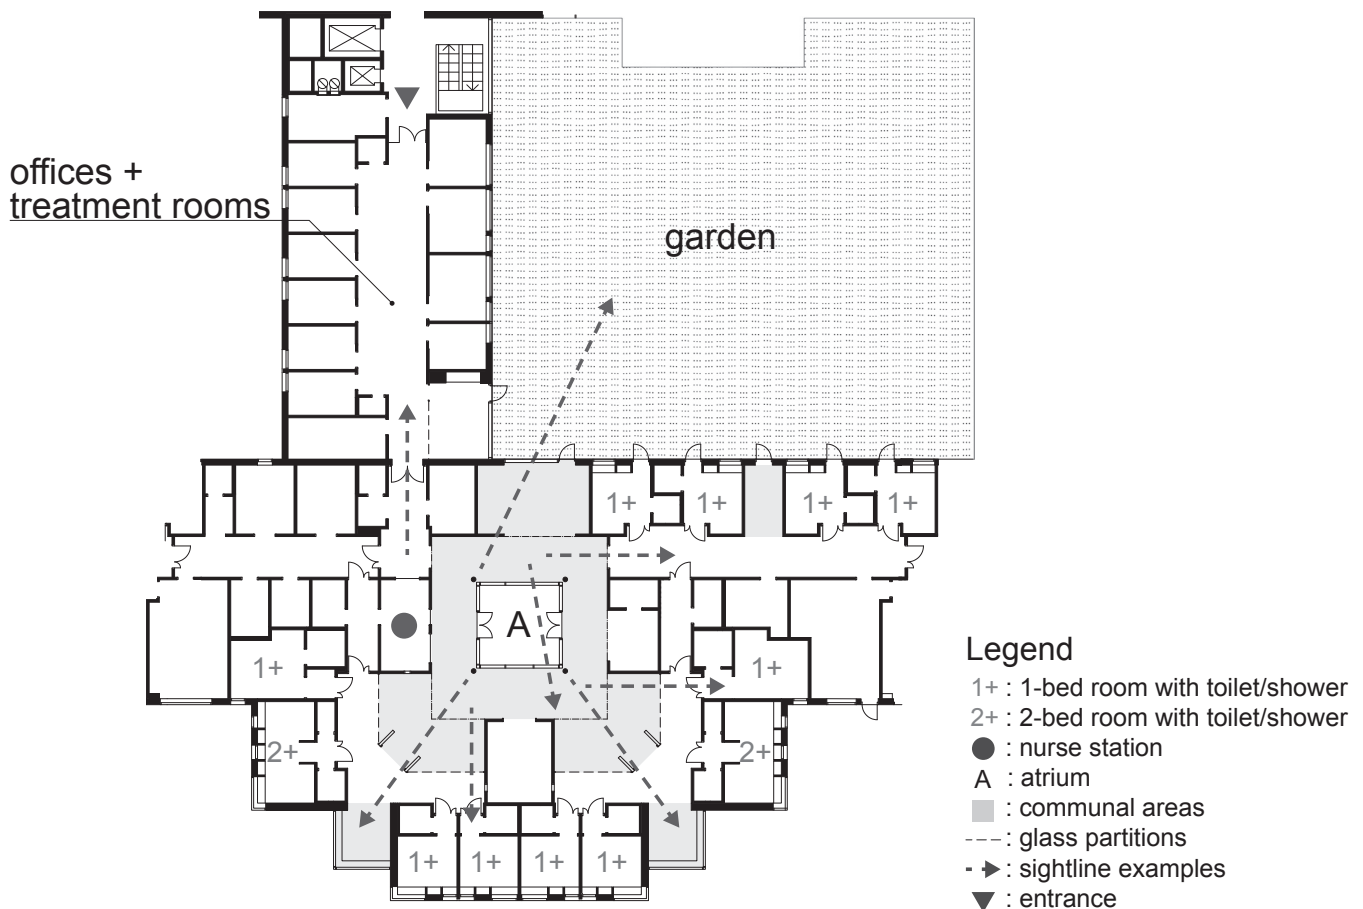 offices +
treatment rooms
garden
1+ 1+ 1+ 1+
A
1+ 1+
2+ 2+
1+ 1+ 1+ 1+
Legend
1+ : 1-bed room with toilet/shower
2+ : 2-bed room with toilet/shower
: nurse station
A : atrium
: communal areas
: glass partitions
: sightline examples
: entrance